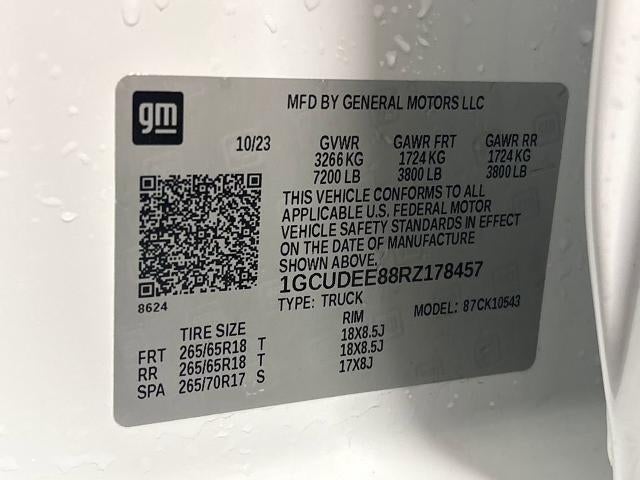 gm
MFD BY GENERAL MOTORS LLC
10/23 GVWR GAWR FRT GAWR RR
3266 KG 1724 KG 1724 KG
7200 LB 3800 LB 3800 LB
THIS VEHICLE CONFORMS TO ALL
APPLICABLE U.S. FEDERAL MOTOR
VEHICLE SAFETY STANDARDS IN EFFECT
ON THE DATE OF MANUFACTURE
SHOWN ABOVE.
1GCUDEE88RZ178457
8624 TYPE: TRUCK MODEL: 87CK10543
TIRE SIZE RIM
FRT 265/65R18 T 18X8.5J
RR 265/65R18 T 18X8.5J
SPA 265/70R17 S 17X8J